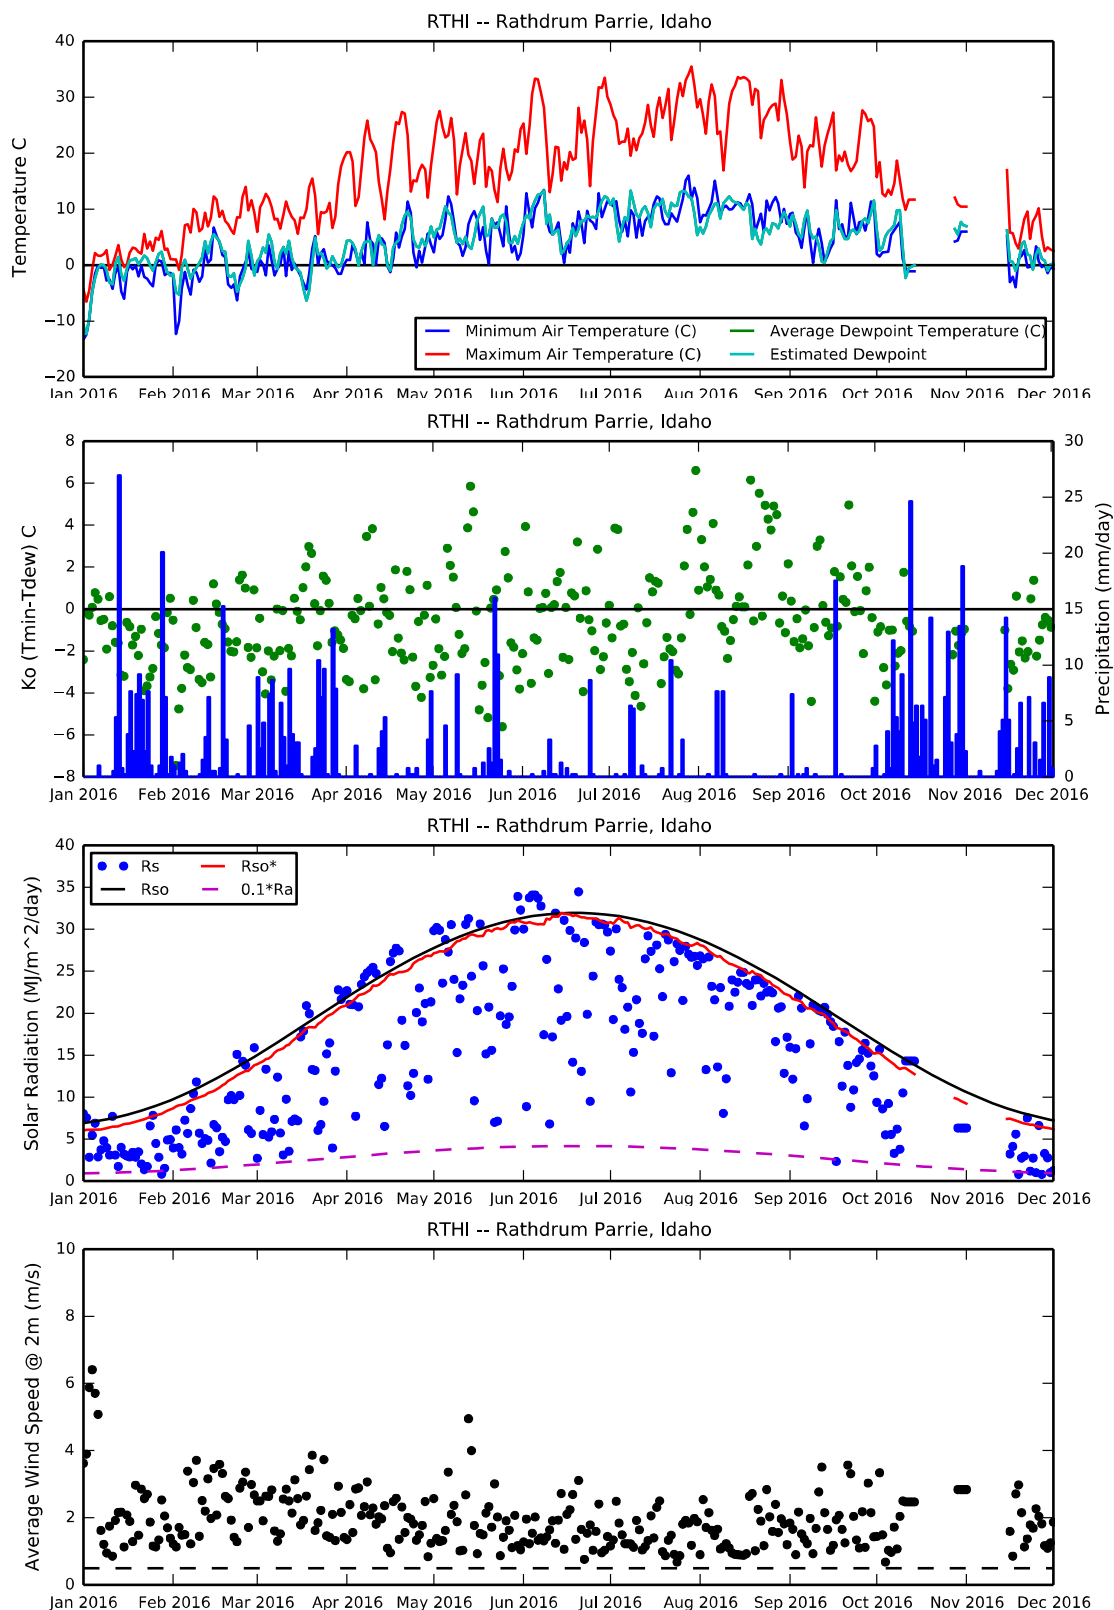 RTHI -- Rathdrum Parrie, Idaho
Temperature C
40
30
20
10
0
−10
−20
Minimum Air Temperature (C)
Maximum Air Temperature (C)
Average Dewpoint Temperature (C)
Estimated Dewpoint
Jan 2016 Feb 2016 Mar 2016 Apr 2016 May 2016 Jun 2016 Jul 2016 Aug 2016 Sep 2016 Oct 2016 Nov 2016 Dec 2016
RTHI -- Rathdrum Parrie, Idaho
Ko (Tmin-Tdew) C
8
6
4
2
0
−2
−4
−6
−8
Precipitation (mm/day)
30
25
20
15
10
5
0
Jan 2016 Feb 2016 Mar 2016 Apr 2016 May 2016 Jun 2016 Jul 2016 Aug 2016 Sep 2016 Oct 2016 Nov 2016 Dec 2016
RTHI -- Rathdrum Parrie, Idaho
Solar Radiation (MJ/m^2/day)
40
35
30
25
20
15
10
5
0
Rs
Rso
Rso*
0.1*Ra
Jan 2016 Feb 2016 Mar 2016 Apr 2016 May 2016 Jun 2016 Jul 2016 Aug 2016 Sep 2016 Oct 2016 Nov 2016 Dec 2016
RTHI -- Rathdrum Parrie, Idaho
Average Wind Speed @ 2m (m/s)
10
8
6
4
2
0
Jan 2016 Feb 2016 Mar 2016 Apr 2016 May 2016 Jun 2016 Jul 2016 Aug 2016 Sep 2016 Oct 2016 Nov 2016 Dec 2016